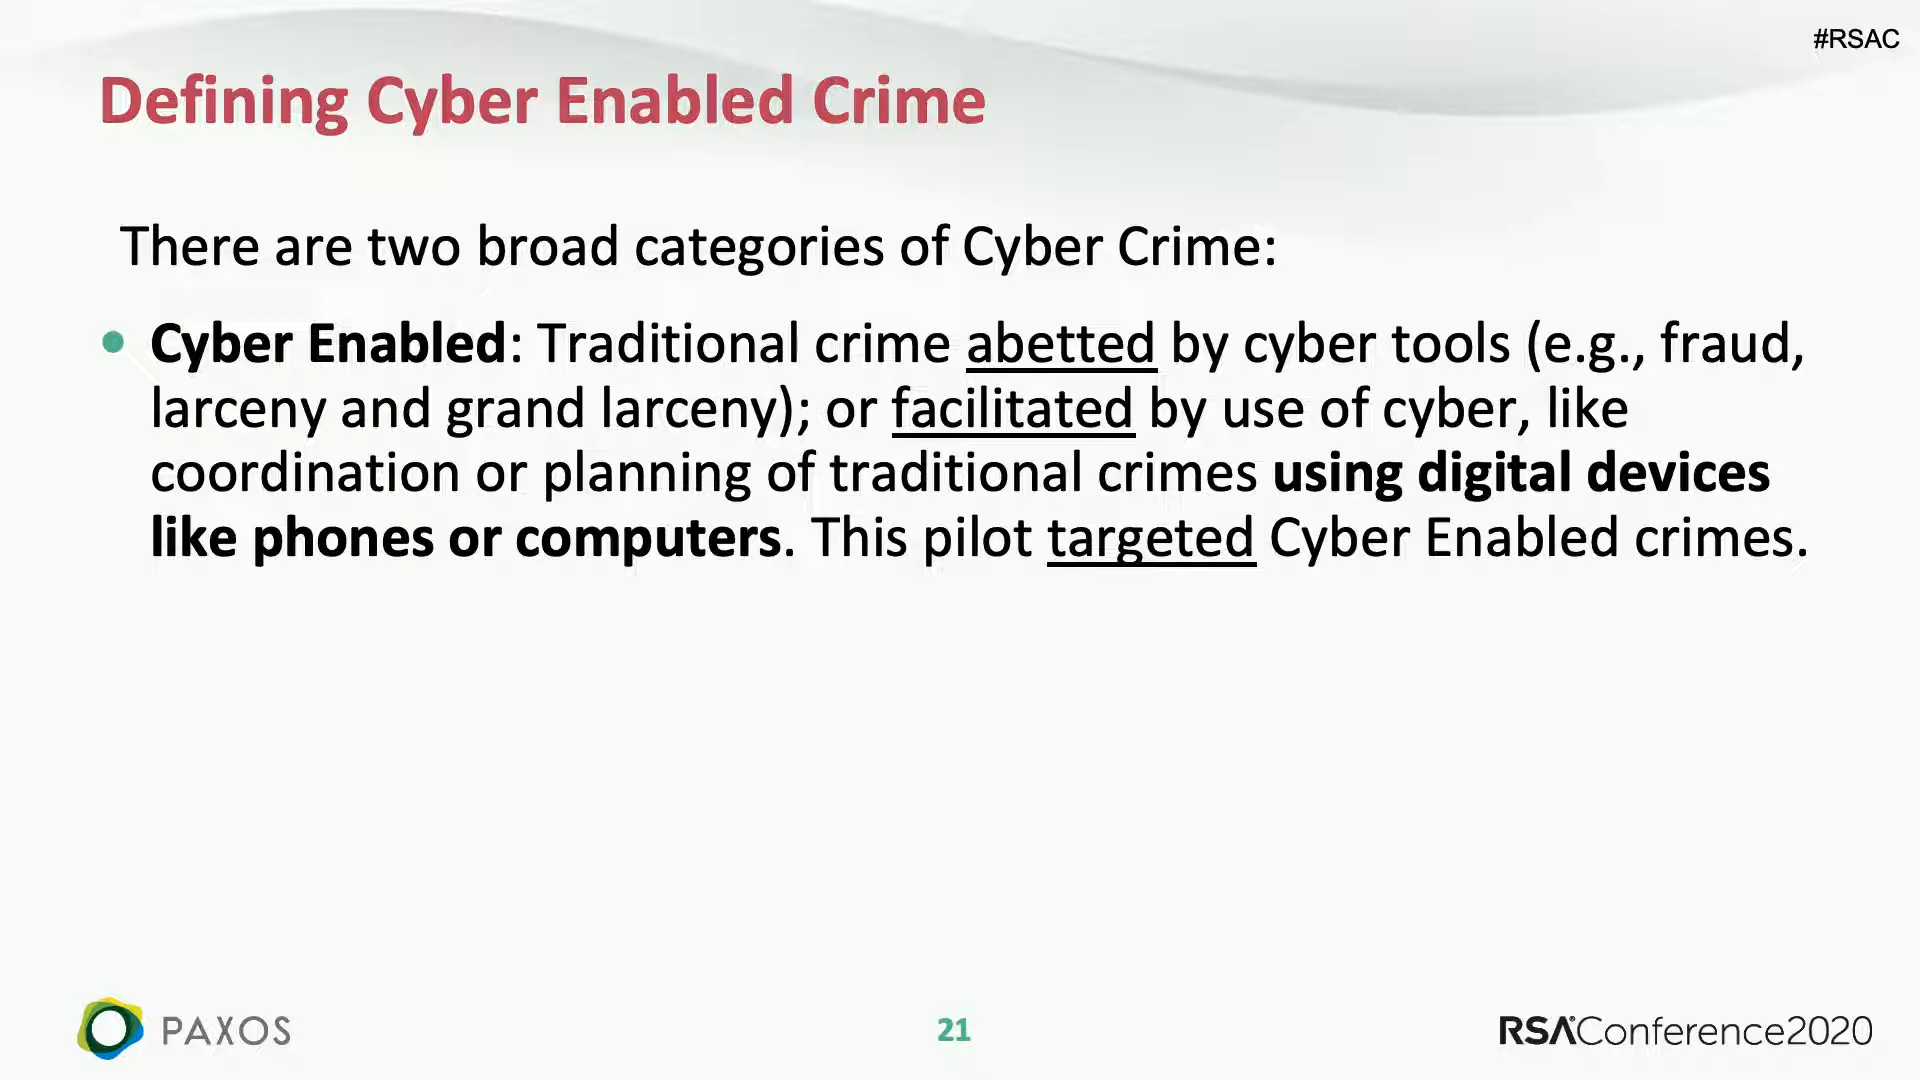 #RSAC
Defining Cyber Enabled Crime
There are two broad categories of Cyber Crime:
• Cyber Enabled: Traditional crime abetted by cyber tools (e.g., fraud,
larceny and grand larceny); or facilitated by use of cyber, like
coordination or planning of traditional crimes using digital devices
like phones or computers. This pilot targeted Cyber Enabled crimes.
PAXOS
21
RSA Conference2020